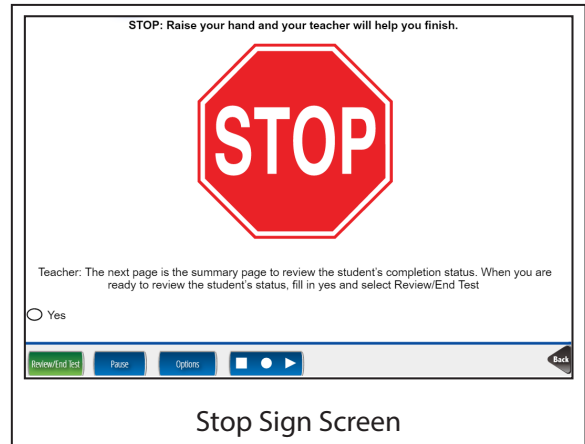 STOP: Raise your hand and your teacher will help you finish.
STOP
Teacher: The next page is the summary page to review the student's completion status. When you are
ready to review the student's status, fill in yes and select Review/End Test
Yes
Review/End Test Pause Options Back
Stop Sign Screen